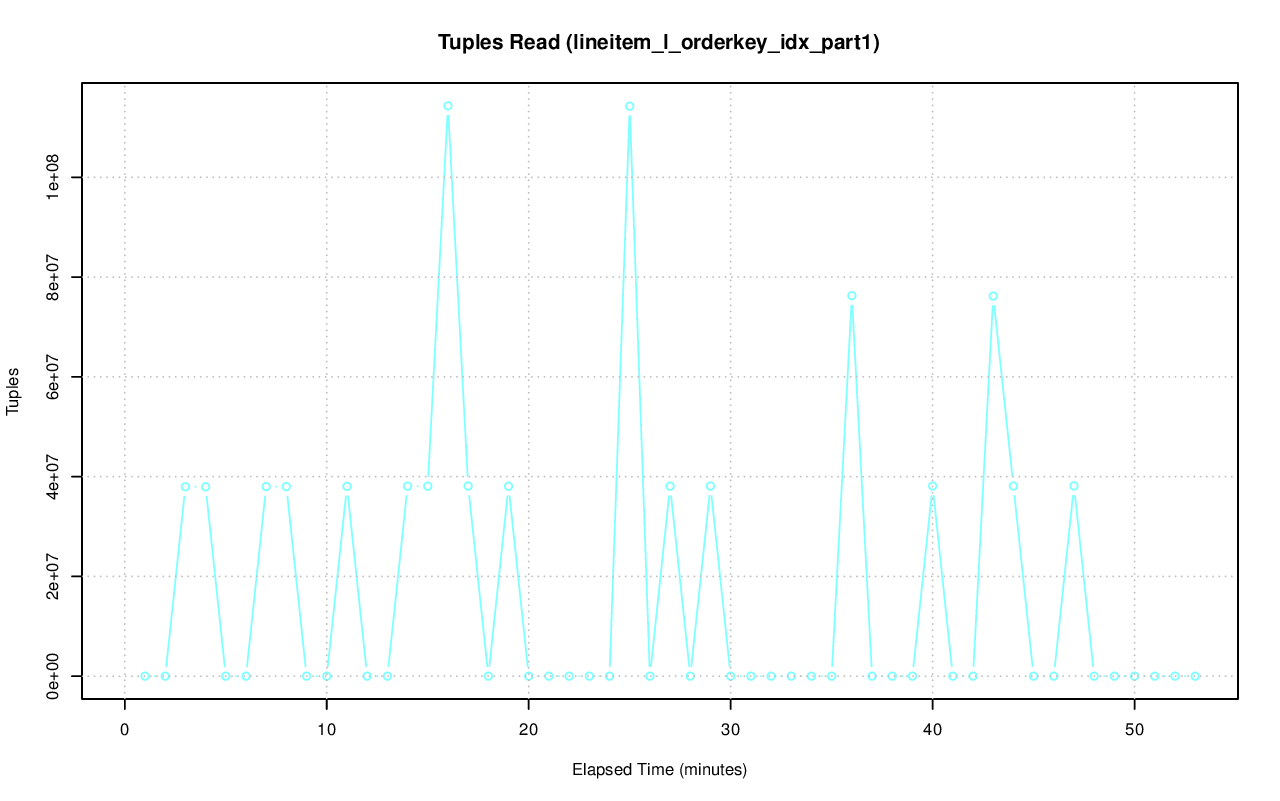 Tuples Read (lineitem_l_orderkey_idx_part1)
1e+08
8e+07
6e+07
4e+07
2e+07
0e+00
Tuples
0 10 20 30 40 50
Elapsed Time (minutes)